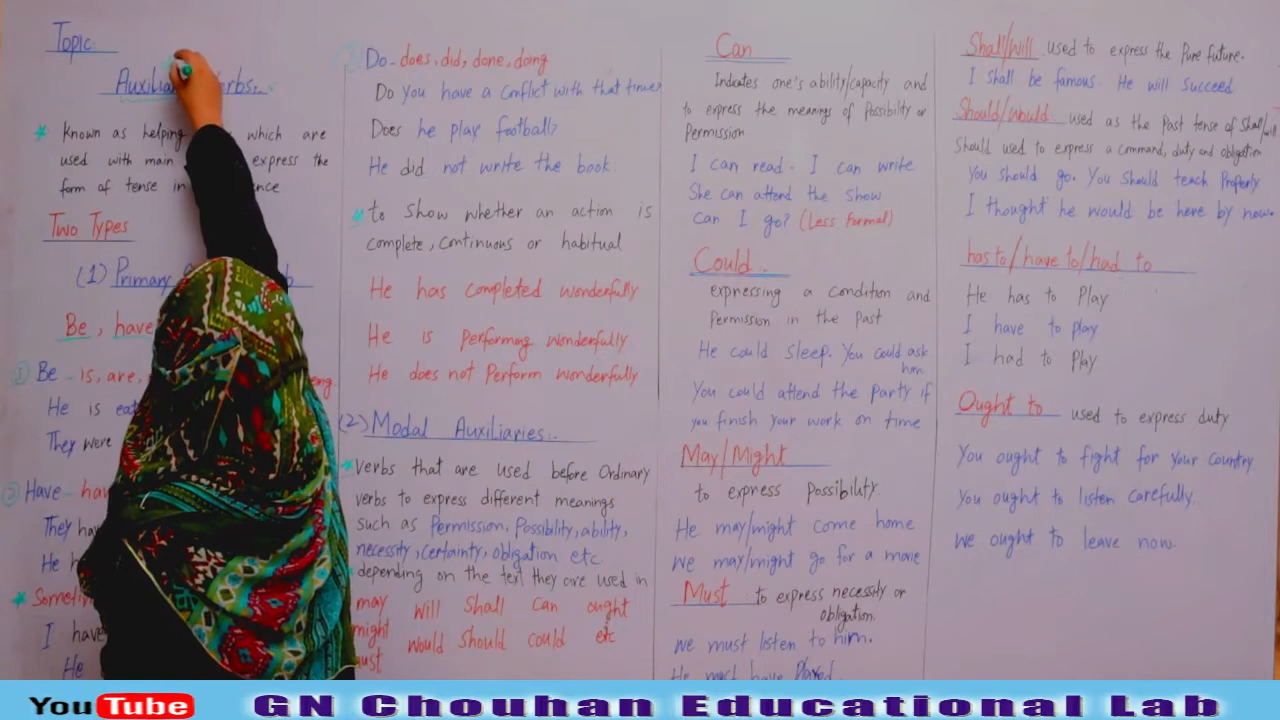 Topic:
Auxilia rbs:-
* Known as helping which are
used with main express the
form of tense in ence
Two Types
(1) Primary b
Be, have
① Be - is, are, ing.
He is eat
They were
② Have - hav
They hav
He h
* Sometim
I have
He
③ Do - does, did, done, doing
Do you have a conflict with that time?
Does he play football?
He did not write the book
* to show whether an action is
complete, continuous or habitual
He has completed wonderfully
He is performing wonderfully
He does not Perform wonderfully
(2) Modal Auxiliaries:-
* Verbs that are used before Ordinary
verbs to express different meanings
such as Permission, Possibility, ability,
necessity, certainty, obligation etc
depending on the text they are used in
may will Shall Can ought
might would Should could etc
must
Can
Indicates one's ability/capacity and
to express the meanings of Possibility or
Permission
I can read - I can write
She can attend the show
Can I go? (Less Formal)
Could.
expressing a condition and
Permission in the Past
He could sleep. You could ask
him
You could attend the party if
you finish your work on time
May/Might
to express Possibility.
He may/might come home
We may/might go for a movie
Must to express necessity or
obligation.
we must listen to him.
He must have played
Shall/will used to express the Pure future.
I shall be famous. He will succeed
Should/Would used as the Past tense of Shall/will
Should used to express a command, duty and obligation
You should go. You should teach Properly
I thought he would be here by now.
has to/have to/had to
He has to Play
I have to play
I had to Play
Ought to used to express duty
You ought to fight for your Country
You ought to listen carefully.
We ought to leave now.
YouTube GN Chouhan Educational Lab